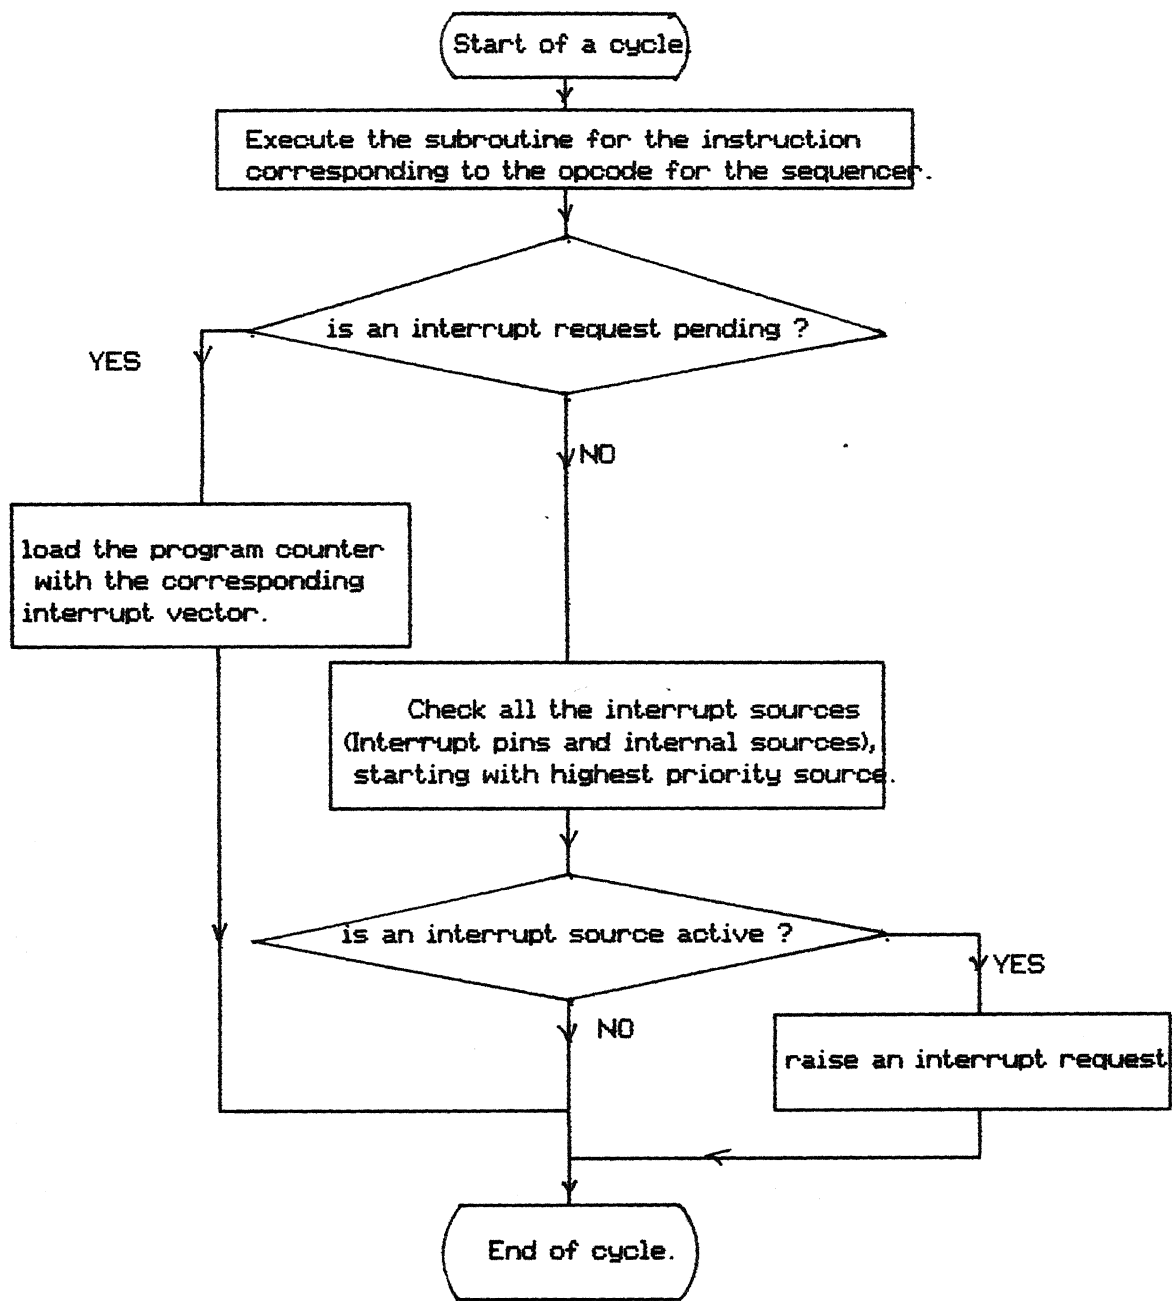 Start of a cycle.
Execute the subroutine for the instruction
corresponding to the opcode for the sequencer.
is an interrupt request pending ?
YES
NO
load the program counter
with the corresponding
interrupt vector.
Check all the interrupt sources
(Interrupt pins and internal sources),
starting with highest priority source.
is an interrupt source active ?
YES
NO
raise an interrupt request
End of cycle.